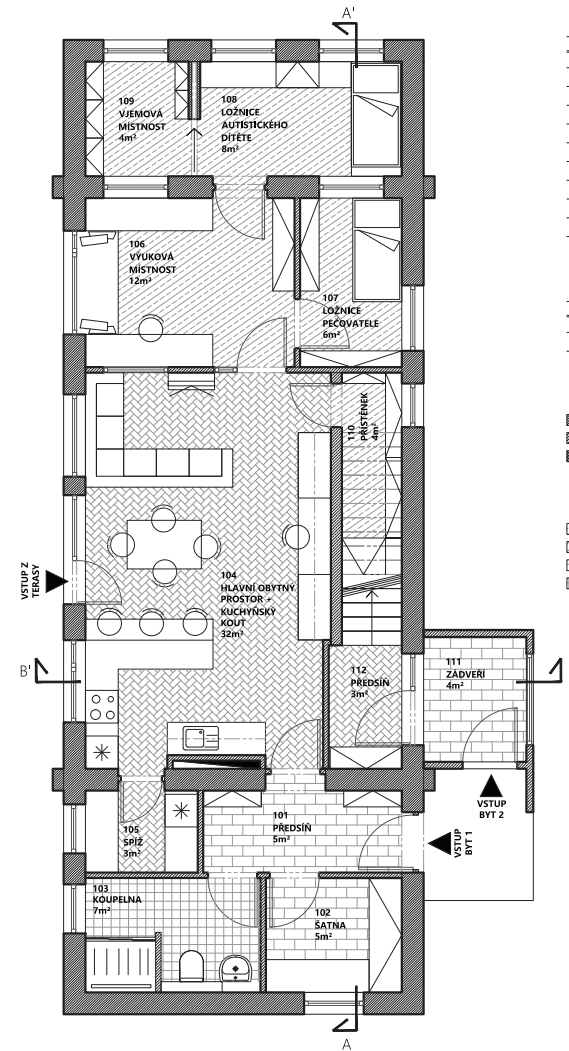 A'
109
VJEMOVÁ
MÍSTNOST
4m²
108
LOŽNICE
AUTISTICKÉHO
DÍTĚTE
8m²
106
VÝUKOVÁ
MÍSTNOST
12m²
107
LOŽNICE
PEČOVATELE
6m²
110
PŘÍSTĚNEK
4m²
VSTUP Z
TERASY
104
HLAVNÍ OBYTNÝ
PROSTOR +
KUCHYŇSKÝ
KOUT
32m²
B'
112
PŘEDSÍŇ
3m²
111
ZÁDVEŘÍ
4m²
VSTUP
BYT 2
101
PŘEDSÍŇ
5m²
VSTUP
BYT 1
105
SPÍŽ
3m²
103
KOUPELNA
7m²
102
ŠATNA
5m²
A